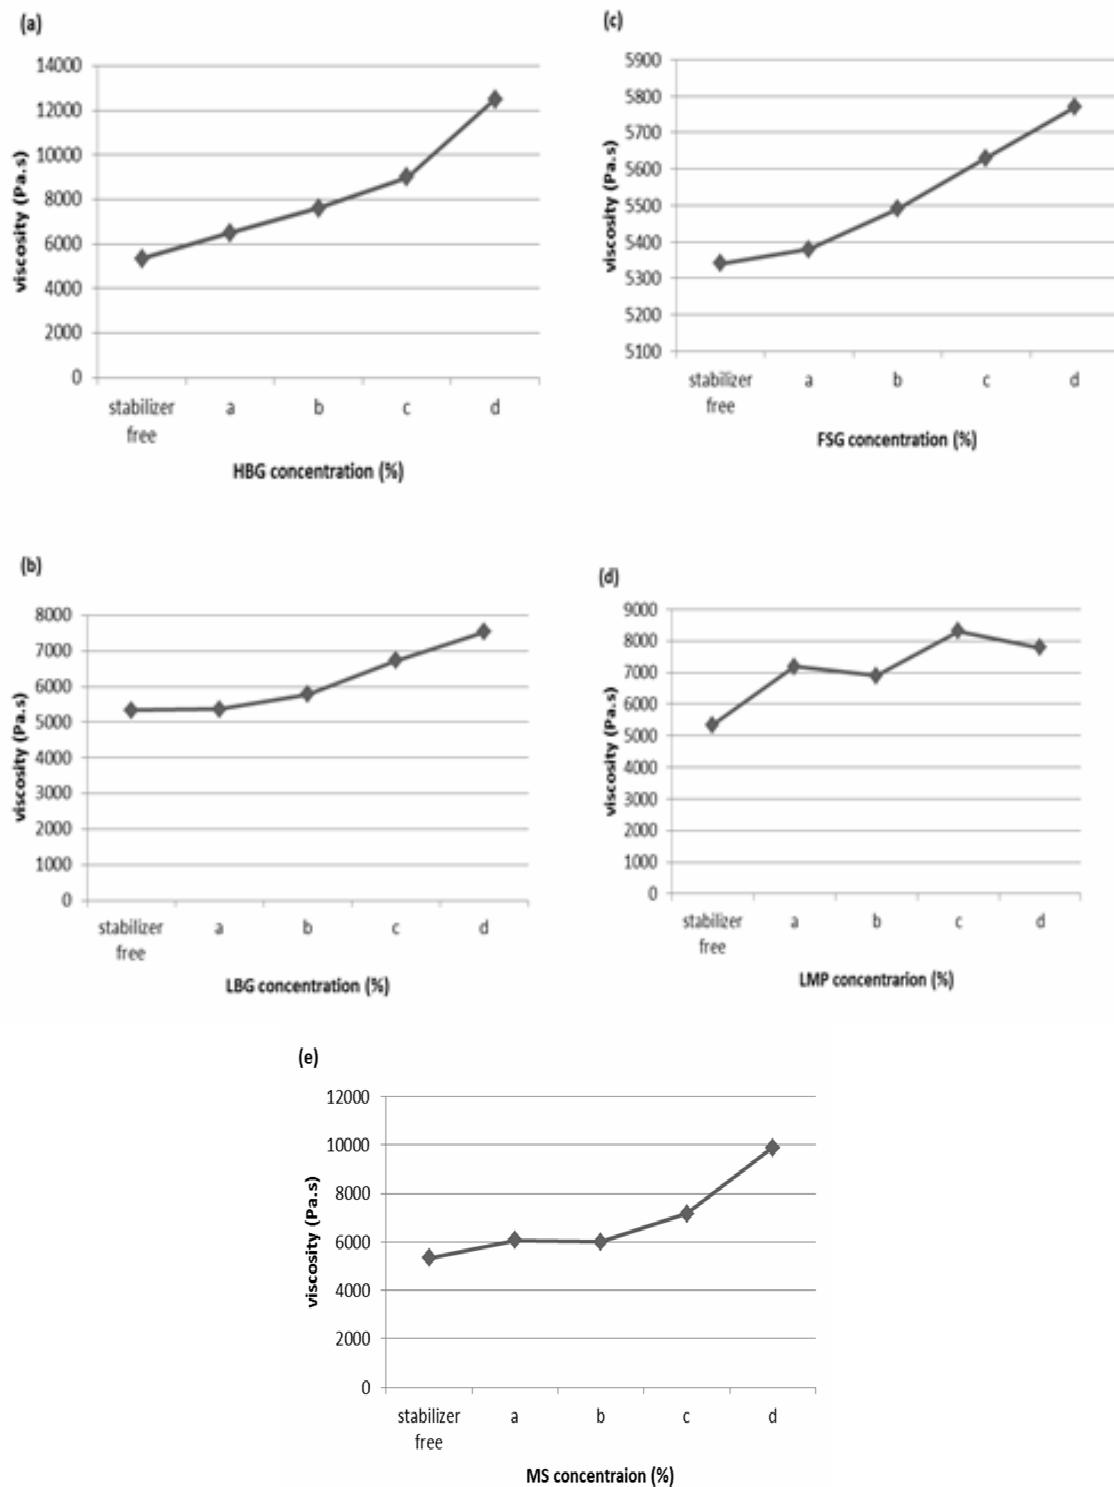 (a)
14000
12000
10000
8000
6000
4000
2000
0
viscosity (Pa.s)
stabilizer free
a
b
c
d
HBG concentration (%)
(c)
5900
5800
5700
5600
5500
5400
5300
5200
5100
viscosity (Pa.s)
stabilizer
free
a
b
c
d
FSG concentration (%)
(b)
8000
7000
6000
5000
4000
3000
2000
1000
0
viscosity (Pa.s)
stabilizer
free
a
b
c
d
LBG concentration (%)
(d)
9000
8000
7000
6000
5000
4000
3000
2000
1000
0
viscosity (Pa.s)
stabilizer
free
a
b
c
d
LMP concentrarion (%)
(e)
12000
10000
8000
6000
4000
2000
0
viscosity (Pa.s)
stabilizer
free
a
b
c
d
MS concentraion (%)